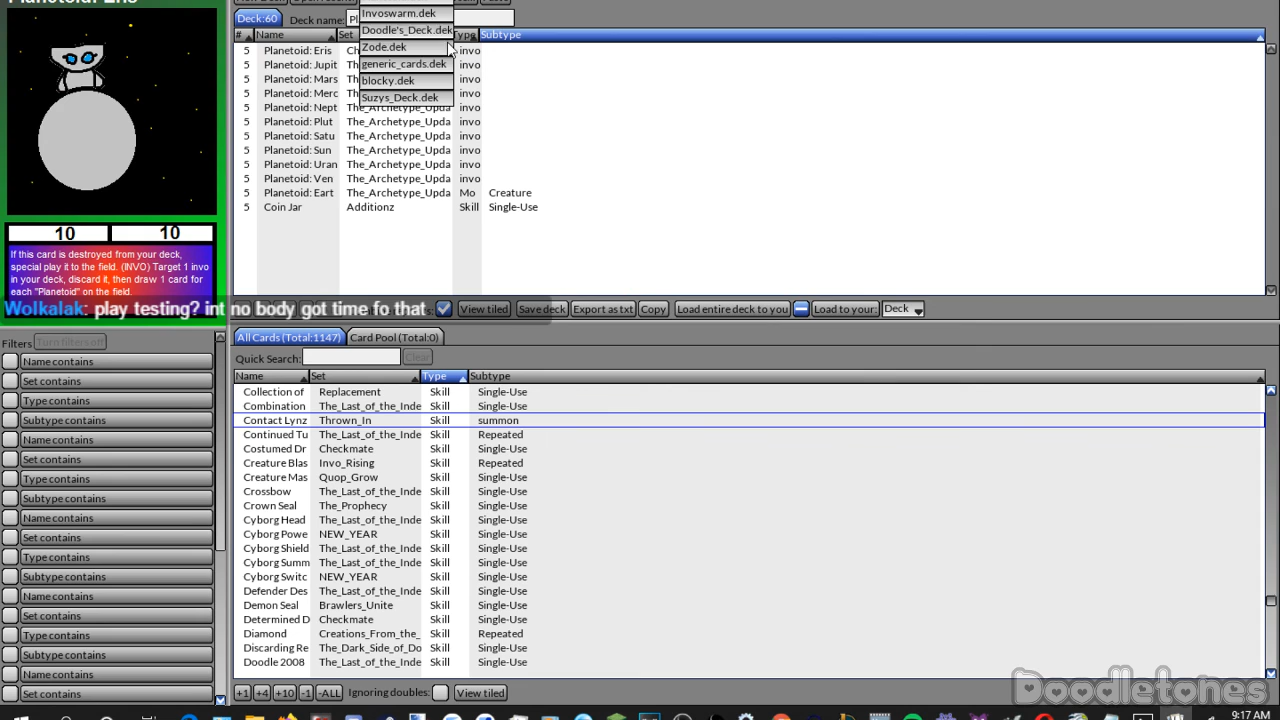 Deck:60 Deck name: Pl
Invoswarm.dek
Doodle's_Deck.dek
Zode.dek
generic_cards.dek
blocky.dek
Suzys_Deck.dek
# Name Set Type Subtype
5 Planetoid: Eris Ch invo
5 Planetoid: Jupit Th invo
5 Planetoid: Mars Th invo
5 Planetoid: Merc Th invo
5 Planetoid: Nept The_Archetype_Upda invo
5 Planetoid: Plut The_Archetype_Upda invo
5 Planetoid: Satu The_Archetype_Upda invo
5 Planetoid: Sun The_Archetype_Upda invo
5 Planetoid: Uran The_Archetype_Upda invo
5 Planetoid: Ven The_Archetype_Upda invo
5 Planetoid: Eart The_Archetype_Upda Mo Creature
5 Coin Jar Additionz Skill Single-Use
10 10
If this card is destroyed from your deck,
special play it to the field. (INVO) Target 1 invo
in your deck, discard it, then draw 1 card for
each "Planetoid" on the field.
Wolkalak: play testing? int no body got time fo that
View tiled Save deck Export as txt Copy Load entire deck to you Load to your: Deck
Filters Turn filters off
Name contains
Set contains
Type contains
Subtype contains
Name contains
Set contains
Type contains
Subtype contains
Name contains
Set contains
Type contains
Subtype contains
Name contains
Set contains
Type contains
Subtype contains
Name contains
Set contains
All Cards (Total:1147) Card Pool (Total:0)
Quick Search: Clear
Name Set Type Subtype
Collection of Replacement Skill Single-Use
Combination The_Last_of_the_Inde Skill Single-Use
Contact Lynz Thrown_In Skill summon
Continued Tu The_Last_of_the_Inde Skill Repeated
Costumed Dr Checkmate Skill Single-Use
Creature Blas Invo_Rising Skill Repeated
Creature Mas Quop_Grow Skill Single-Use
Crossbow The_Last_of_the_Inde Skill Single-Use
Crown Seal The_Prophecy Skill Single-Use
Cyborg Head The_Last_of_the_Inde Skill Single-Use
Cyborg Powe NEW_YEAR Skill Single-Use
Cyborg Shield The_Last_of_the_Inde Skill Single-Use
Cyborg Summ The_Last_of_the_Inde Skill Single-Use
Cyborg Switc NEW_YEAR Skill Single-Use
Defender Des The_Last_of_the_Inde Skill Single-Use
Demon Seal Brawlers_Unite Skill Single-Use
Determined D Checkmate Skill Single-Use
Diamond Creations_From_the_ Skill Repeated
Discarding Re The_Dark_Side_of_Do Skill Single-Use
Doodle 2008 The_Last_of_the_Inde Skill Single-Use
+1 +4 +10 -1 -ALL Ignoring doubles: View tiled
Doodletones
9:17 AM